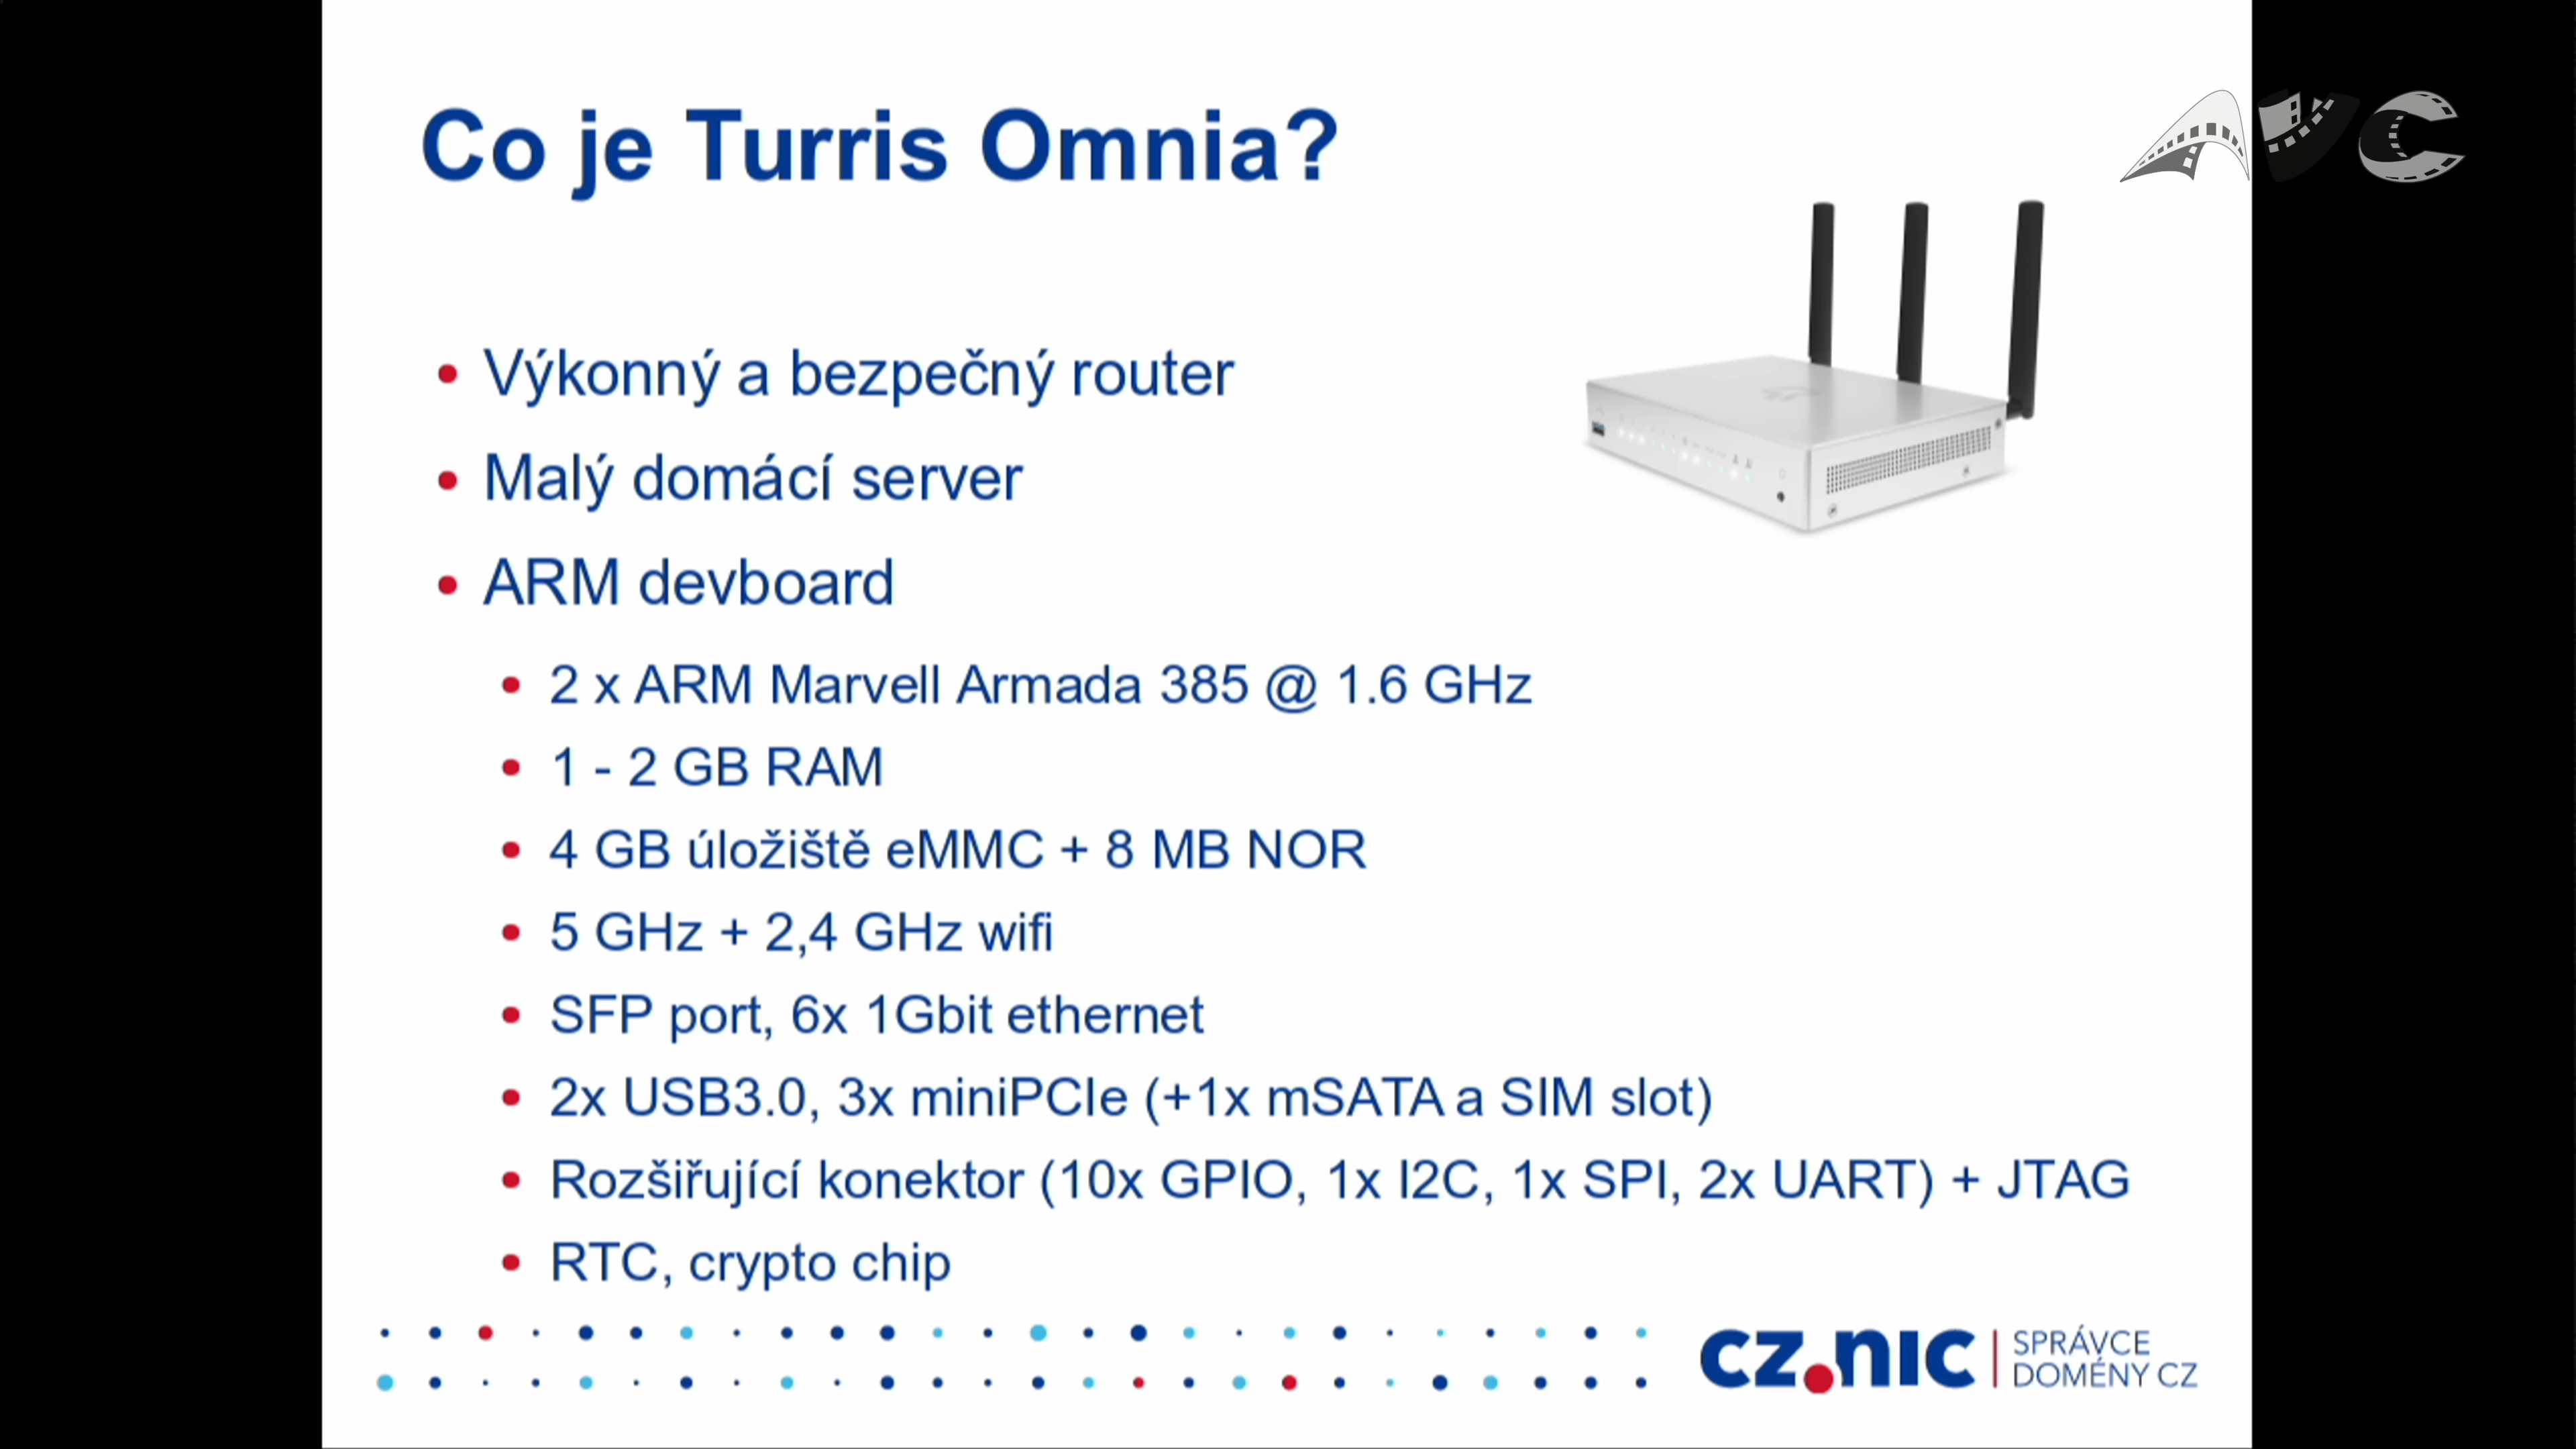 Co je Turris Omnia?
AVC
Výkonný a bezpečný router
Malý domácí server
ARM devboard
2 x ARM Marvell Armada 385 @ 1.6 GHz
1 - 2 GB RAM
4 GB úložiště eMMC + 8 MB NOR
5 GHz + 2,4 GHz wifi
SFP port, 6x 1Gbit ethernet
2x USB3.0, 3x miniPCIe (+1x mSATA a SIM slot)
Rozšiřující konektor (10x GPIO, 1x I2C, 1x SPI, 2x UART) + JTAG
RTC, crypto chip
cz.nic
SPRÁVCE
DOMÉNY CZ